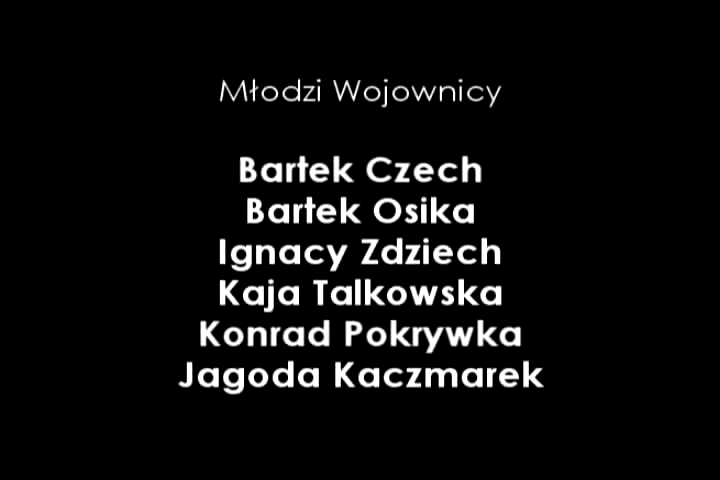 Młodzi Wojownicy
Bartek Czech
Bartek Osika
Ignacy Zdziech
Kaja Talkowska
Konrad Pokrywka
Jagoda Kaczmarek